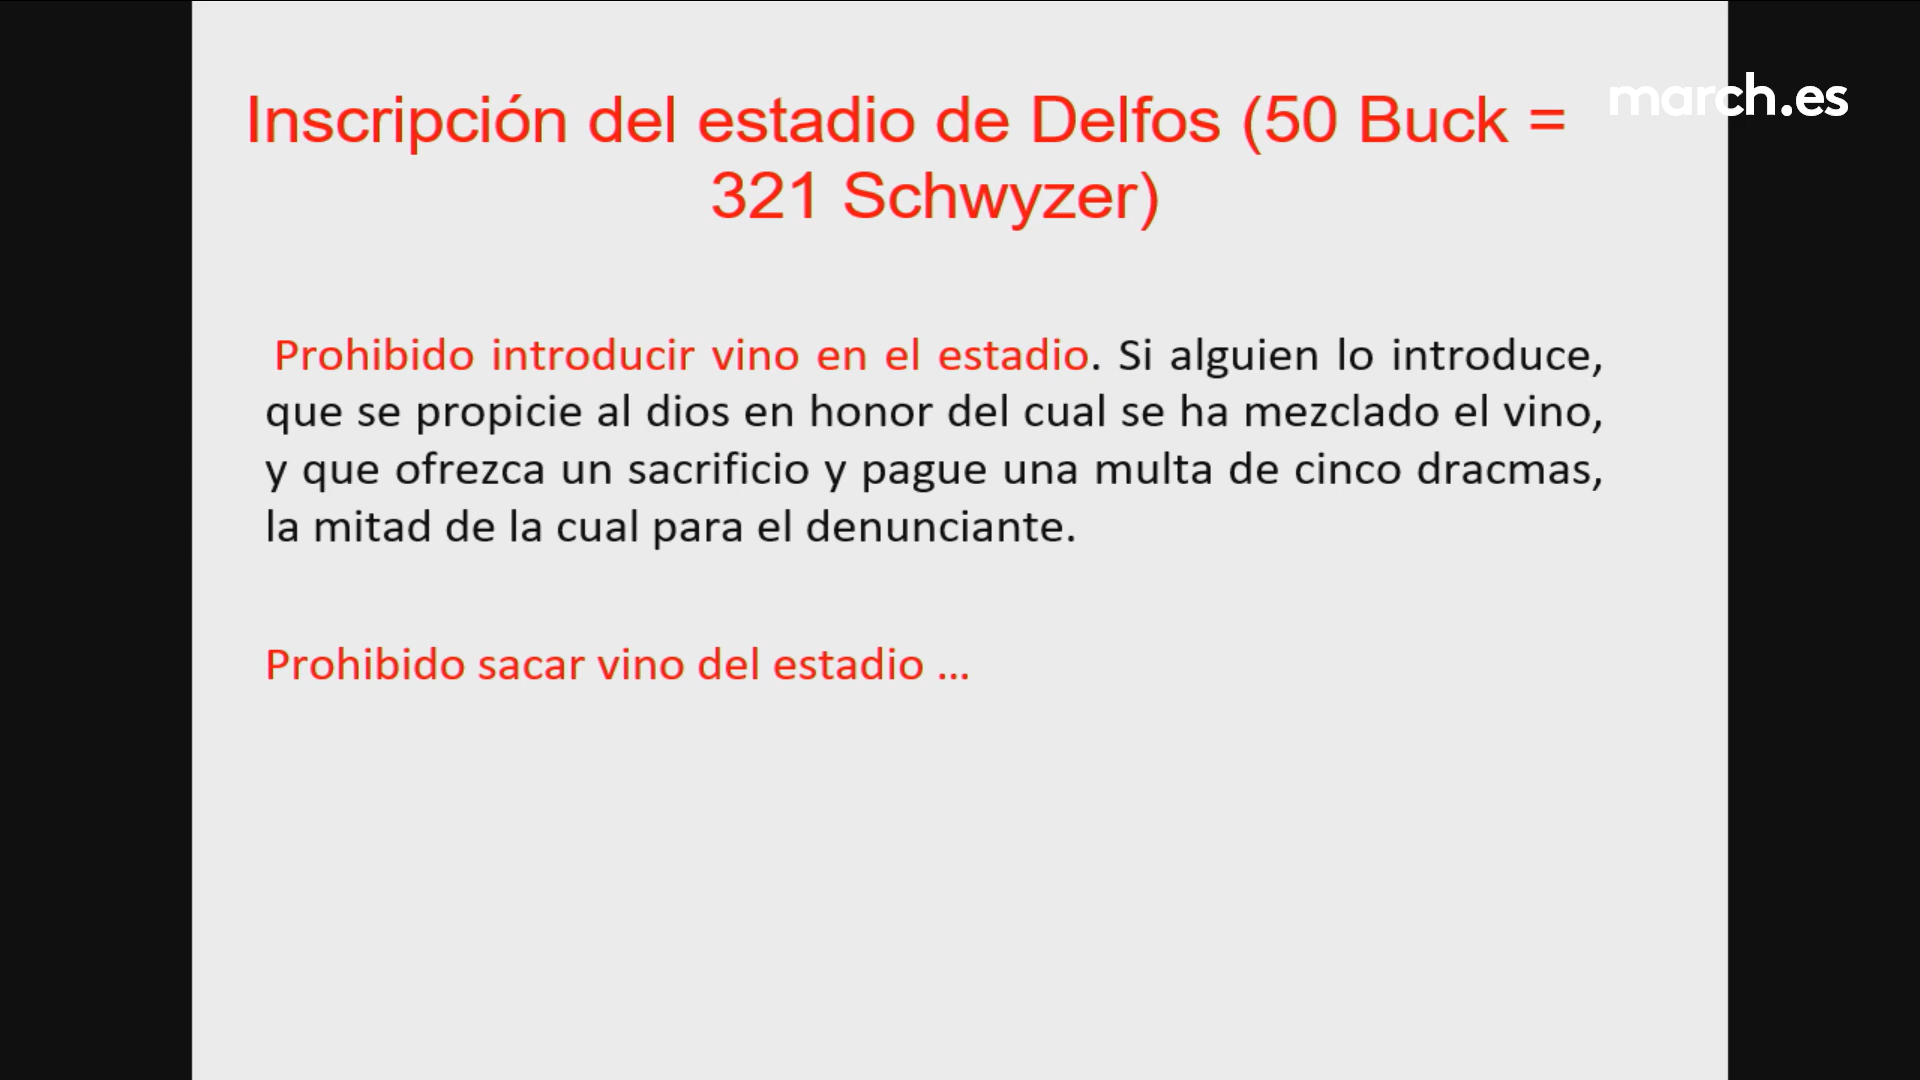 Inscripción del estadio de Delfos (50 Buck =
321 Schwyzer)
march.es
Prohibido introducir vino en el estadio. Si alguien lo introduce,
que se propicie al dios en honor del cual se ha mezclado el vino,
y que ofrezca un sacrificio y pague una multa de cinco dracmas,
la mitad de la cual para el denunciante.
Prohibido sacar vino del estadio ...